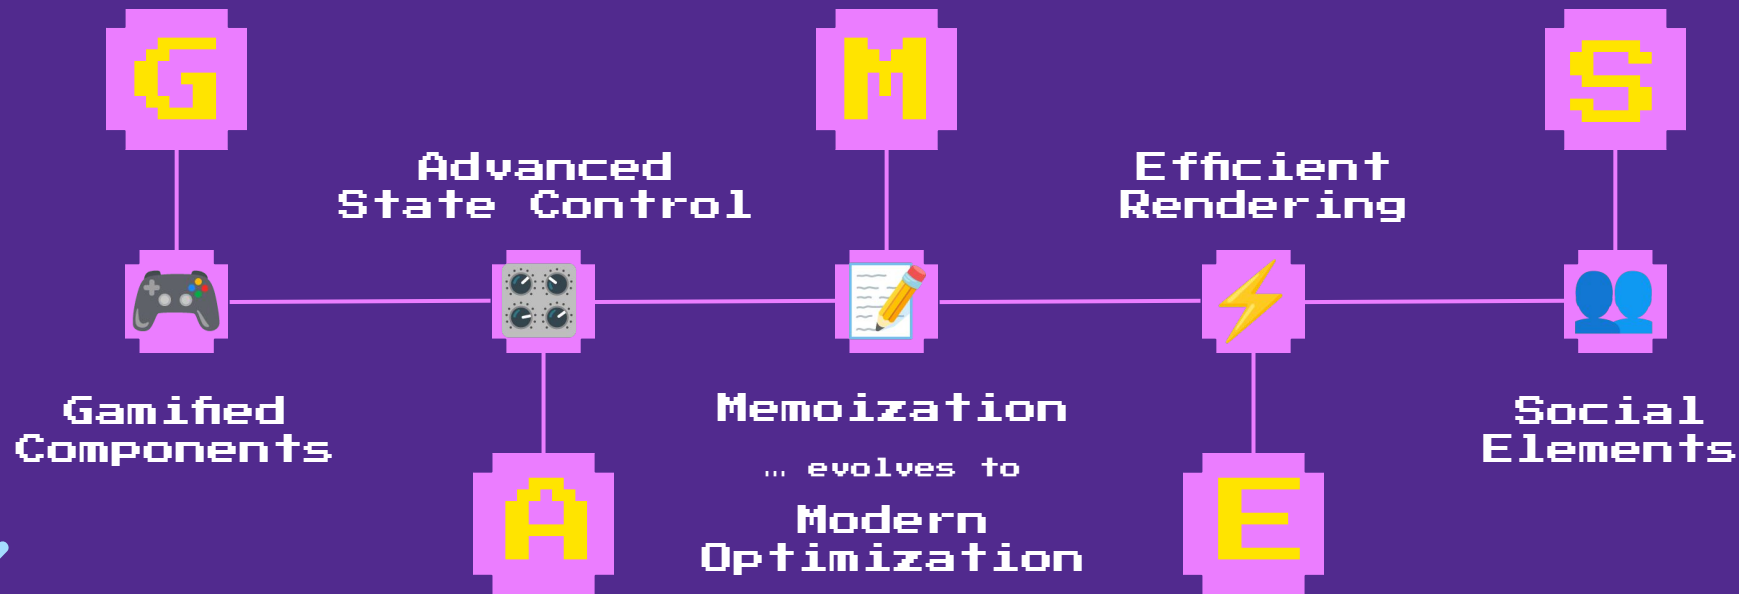 G
M
S
Advanced
State Control
Efficient
Rendering
Gamified
Components
Memoization
... evolves to
Modern
Optimization
Social
Elements
A
E